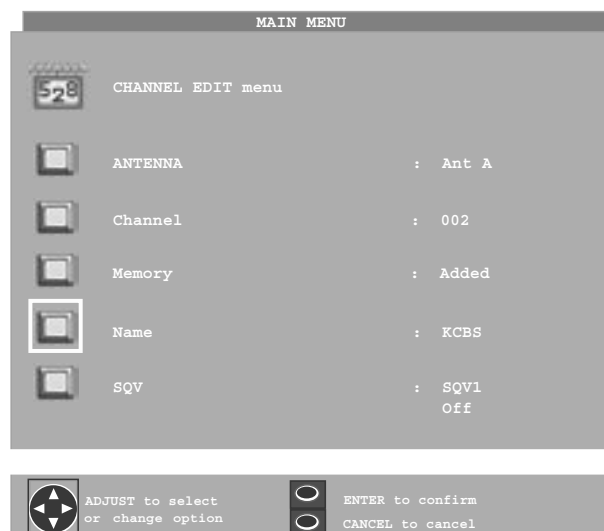 MAIN MENU
528
CHANNEL EDIT menu
ANTENNA : Ant A
Channel : 002
Memory : Added
Name : KCBS
SQV : SQV1
Off
ADJUST to select
or change option
ENTER to confirm
CANCEL to cancel